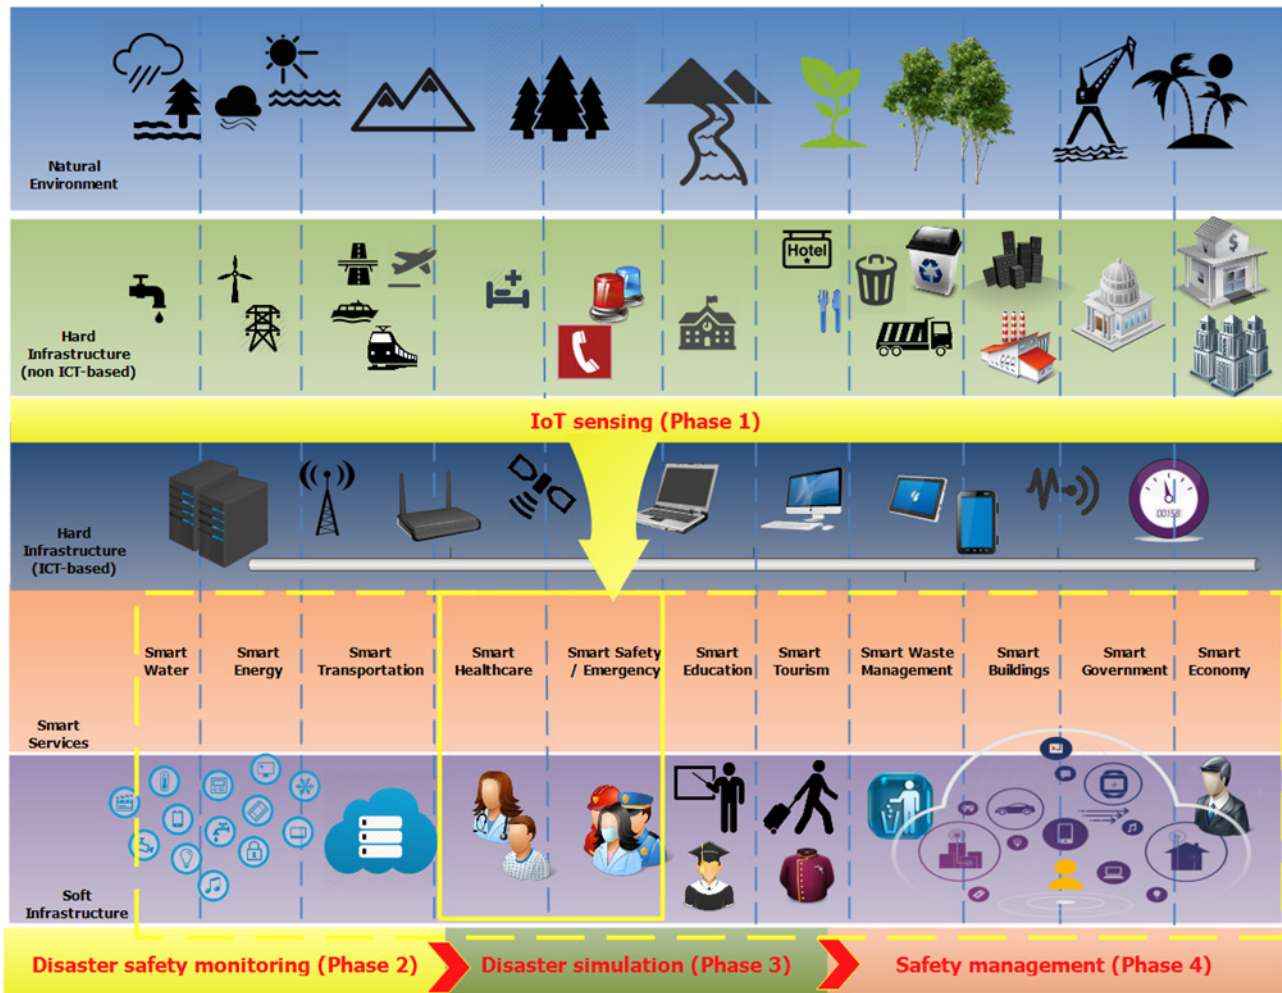 Natural
Environment
Hotel
$
Hard
Infrastructure
(non ICT-based)
IoT sensing (Phase 1)
Hard
Infrastructure
(ICT-based)
00158
Smart
Water
Smart
Energy
Smart
Transportation
Smart
Healthcare
Smart Safety
/ Emergency
Smart
Education
Smart
Tourism
Smart Waste
Management
Smart
Buildings
Smart
Government
Smart
Economy
Smart
Services
Soft
Infrastructure
Disaster safety monitoring (Phase 2)
Disaster simulation (Phase 3)
Safety management (Phase 4)